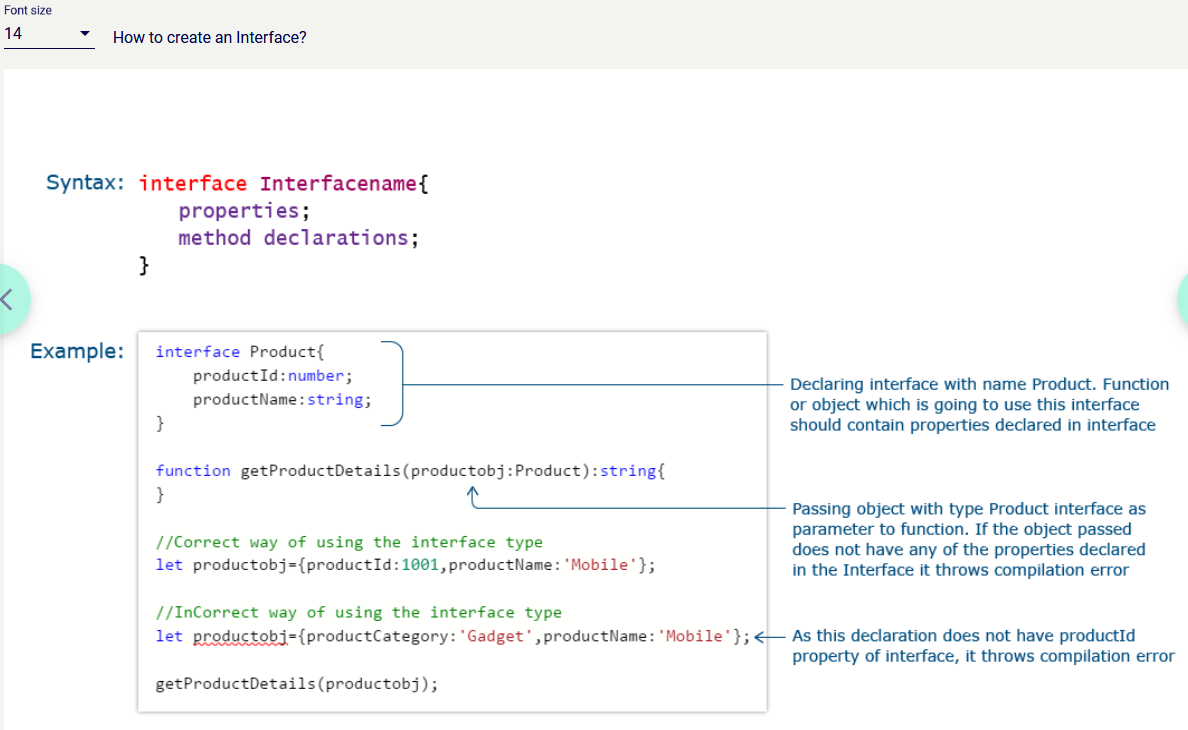 Font size
14
How to create an Interface?
Syntax: interface Interfacename{
properties;
method declarations;
}
Example:
interface Product{
productId:number;
productName:string;
}
Declaring interface with name Product. Function
or object which is going to use this interface
should contain properties declared in interface
function getProductDetails(productobj:Product):string{
}
Passing object with type Product interface as
parameter to function. If the object passed
does not have any of the properties declared
in the Interface it throws compilation error
//Correct way of using the interface type
let productobj={productId:1001,productName:'Mobile'};
//InCorrect way of using the interface type
let productobj={productCategory:'Gadget',productName:'Mobile'};
As this declaration does not have productId
property of interface, it throws compilation error
getProductDetails(productobj);